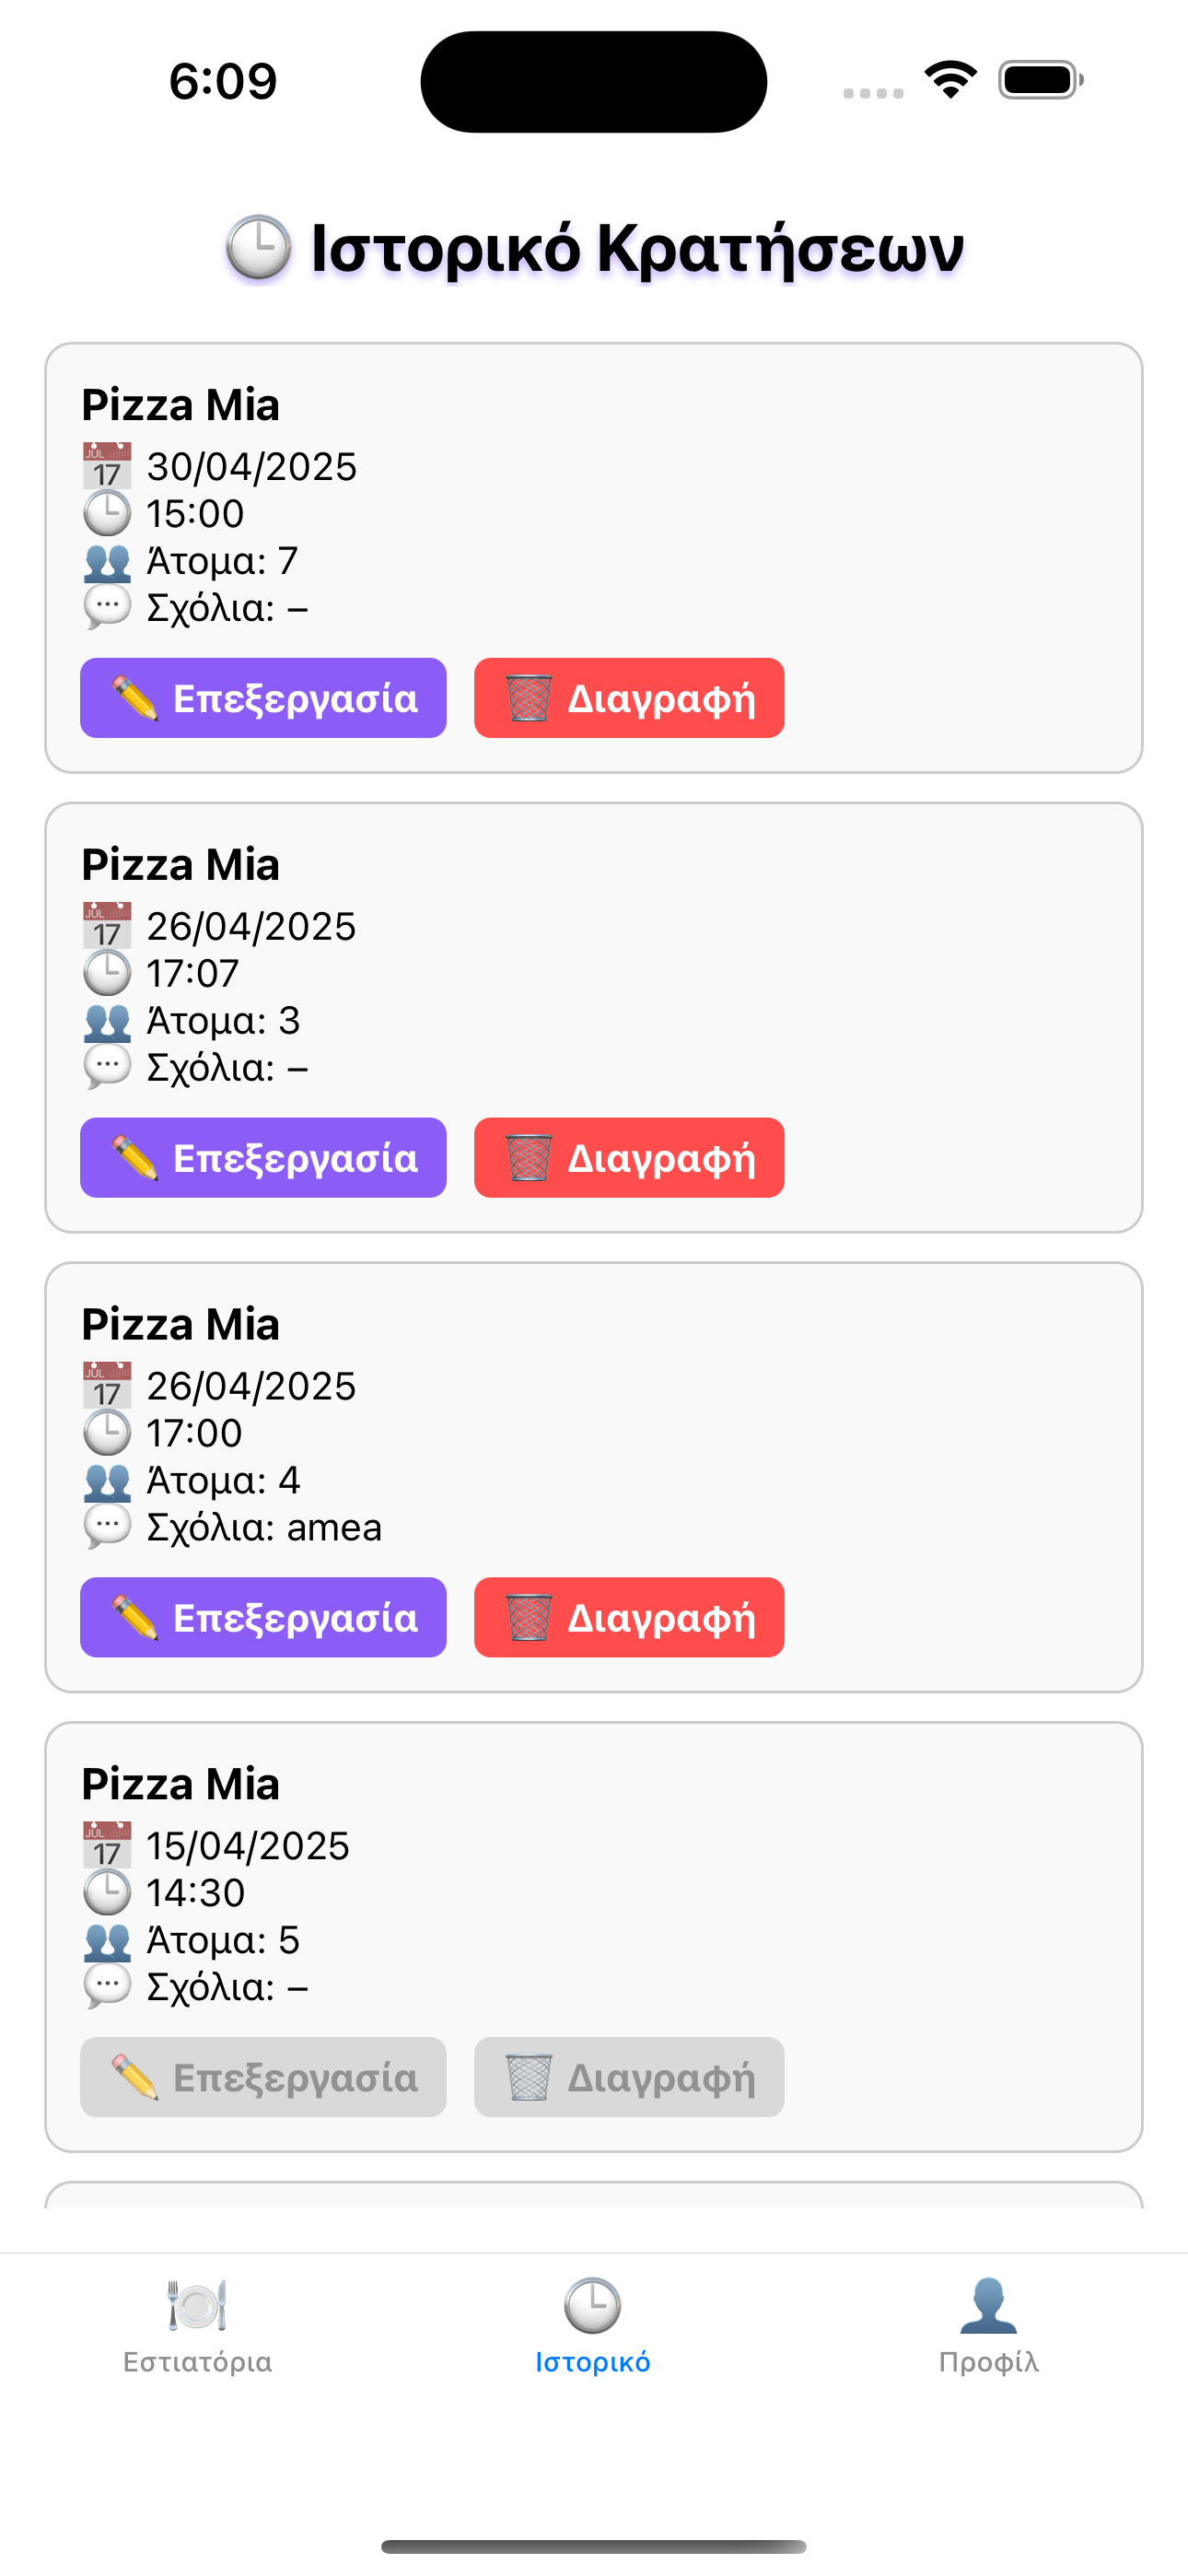 6:09
🕒 Ιστορικό Κρατήσεων
Pizza Mia
📅 30/04/2025
🕒 15:00
👥 Άτομα: 7
💬 Σχόλια: –
✏️ Επεξεργασία 🗑️ Διαγραφή
Pizza Mia
📅 26/04/2025
🕒 17:07
👥 Άτομα: 3
💬 Σχόλια: –
✏️ Επεξεργασία 🗑️ Διαγραφή
Pizza Mia
📅 26/04/2025
🕒 17:00
👥 Άτομα: 4
💬 Σχόλια: amea
✏️ Επεξεργασία 🗑️ Διαγραφή
Pizza Mia
📅 15/04/2025
🕒 14:30
👥 Άτομα: 5
💬 Σχόλια: –
✏️ Επεξεργασία 🗑️ Διαγραφή
Εστιατόρια Ιστορικό Προφίλ